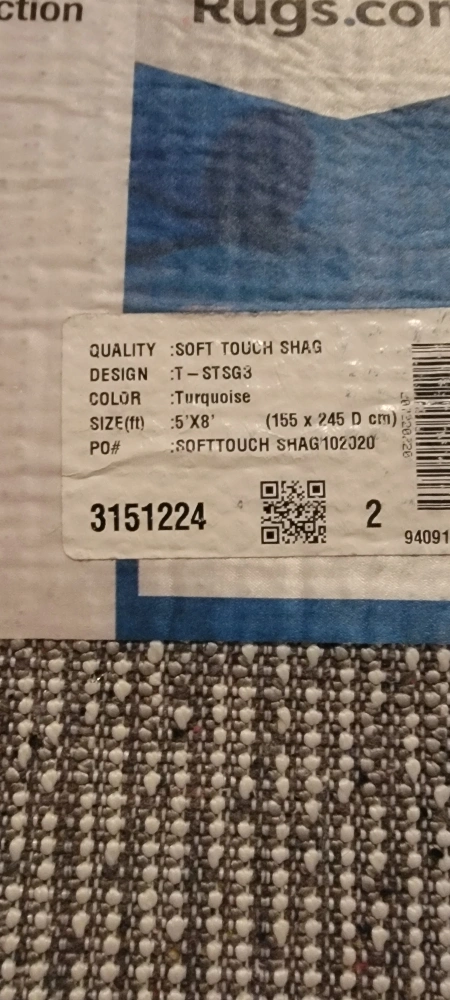 ction
Rugs.co
QUALITY :SOFT TOUCH SHAG
DESIGN :T-STSG3
COLOR :Turquoise
SIZE(ft) :5'X8' (155 x 245 D cm)
PO# :SOFTTOUCH SHAG102020
3151224 2
94091